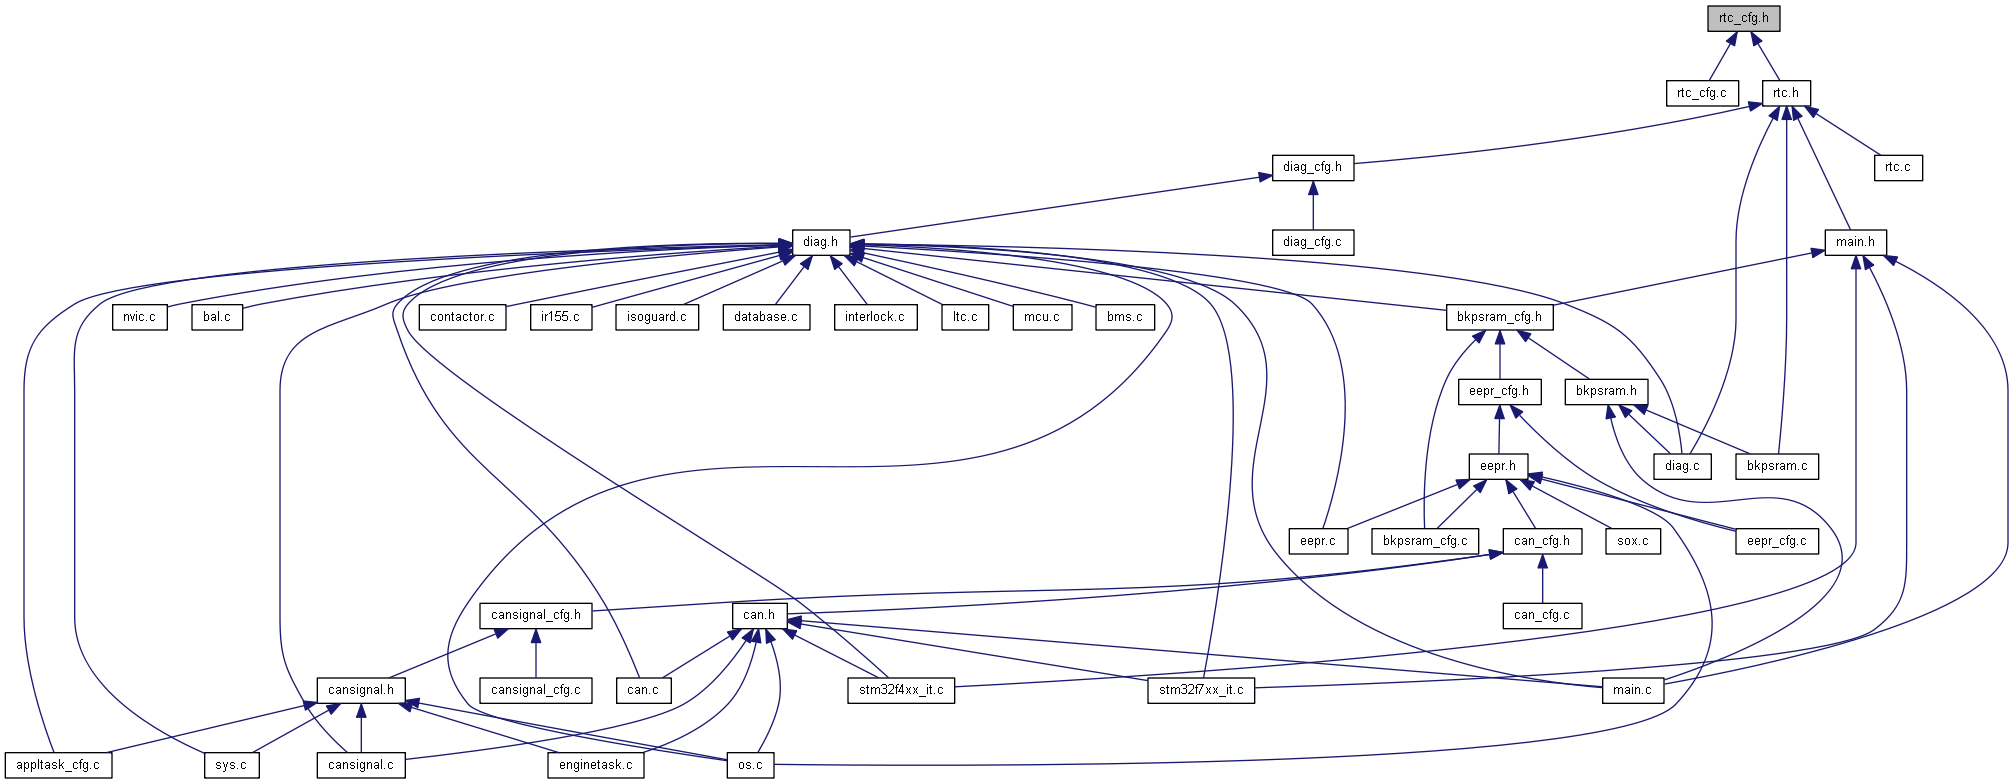 rtc_cfg.h
rtc_cfg.c
rtc.h
diag_cfg.h
rtc.c
diag.h
diag_cfg.c
main.h
nvic.c
bal.c
contactor.c
ir155.c
isoguard.c
database.c
interlock.c
ltc.c
mcu.c
bms.c
bkpsram_cfg.h
eepr_cfg.h
bkpsram.h
eepr.h
diag.c
bkpsram.c
eepr.c
bkpsram_cfg.c
can_cfg.h
sox.c
eepr_cfg.c
cansignal_cfg.h
can.h
can_cfg.c
cansignal.h
cansignal_cfg.c
can.c
stm32f4xx_it.c
stm32f7xx_it.c
main.c
appltask_cfg.c
sys.c
cansignal.c
enginetask.c
os.c